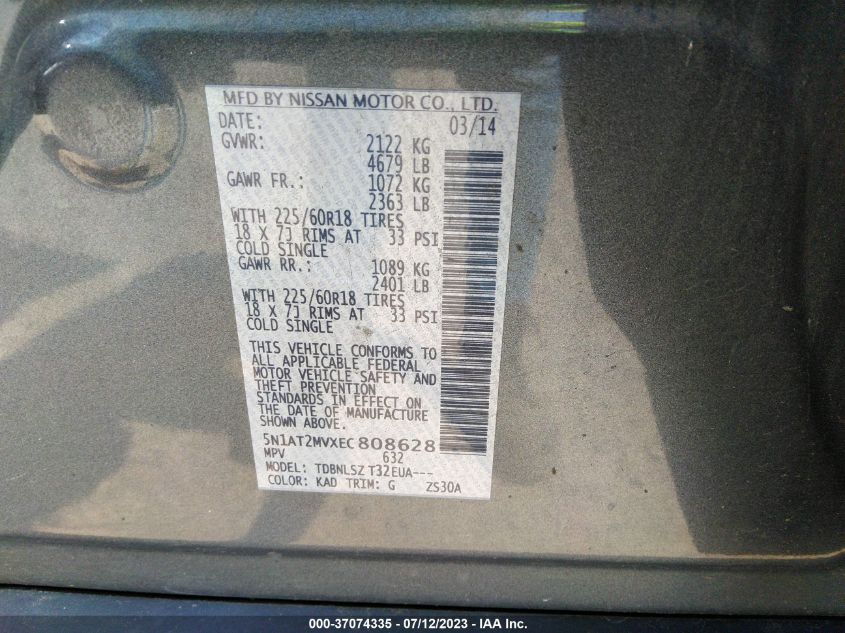 MFD BY NISSAN MOTOR CO., LTD.
DATE: 03/14
GVWR: 2122 KG
4679 LB
GAWR FR.: 1072 KG
2363 LB
WITH 225/60R18 TIRES
18 X 7J RIMS AT 33 PSI
COLD SINGLE
GAWR RR.: 1089 KG
2401 LB
WITH 225/60R18 TIRES
18 X 7J RIMS AT 33 PSI
COLD SINGLE
THIS VEHICLE CONFORMS TO
ALL APPLICABLE FEDERAL
MOTOR VEHICLE SAFETY AND
THEFT PREVENTION
STANDARDS IN EFFECT ON
THE DATE OF MANUFACTURE
SHOWN ABOVE.
5N1AT2MVXEC808628
MPV 632
MODEL: TDBNLSZ T32EUA---
COLOR: KAD TRIM: G ZS30A
000-37074335 - 07/12/2023 - IAA Inc.